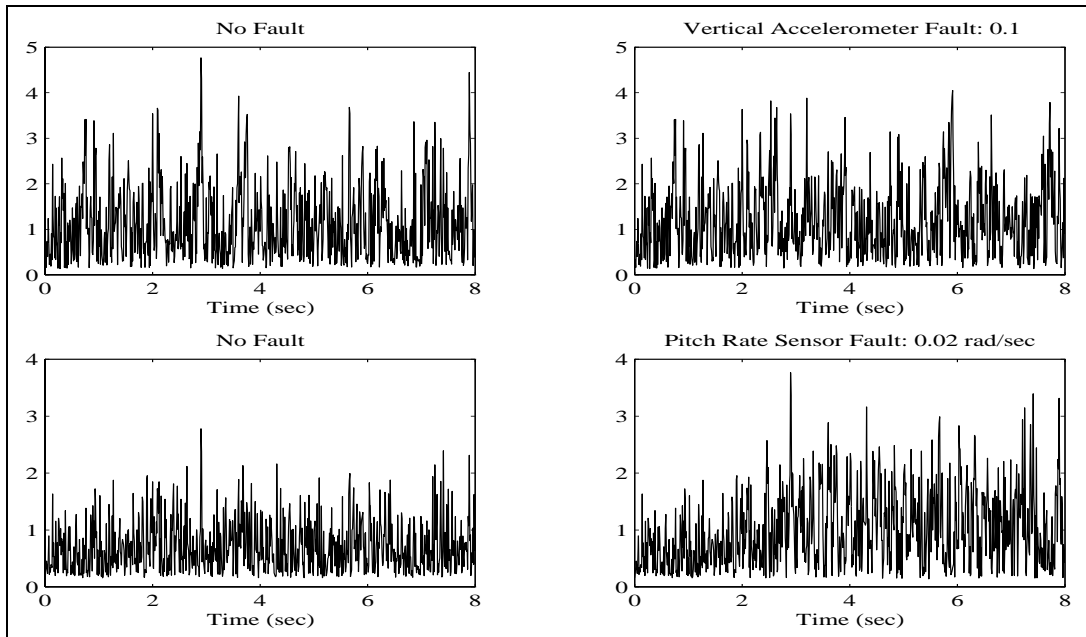 No Fault
5
4
3
2
1
0
0 2 4 6 8
Time (sec)
Vertical Accelerometer Fault: 0.1
5
4
3
2
1
0
0 2 4 6 8
Time (sec)
No Fault
4
3
2
1
0
0 2 4 6 8
Time (sec)
Pitch Rate Sensor Fault: 0.02 rad/sec
4
3
2
1
0
0 2 4 6 8
Time (sec)